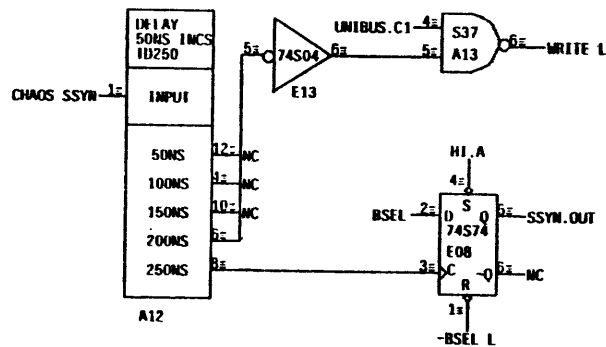 DELAY
50NS INCS
ID250
CHAOS SSYN 1 INPUT
50NS 12 NC
100NS 4 NC
150NS 10 NC
200NS 6
250NS 8
A12
5 74S04 6
E13
UNIBUS.C1 4 S37
5 A13 6 WRITE L
HI.A
4
S
BSEL 2 D Q 5 SSYN.OUT
74S74
E08
3 C -Q 6 NC
R
1
-BSEL L